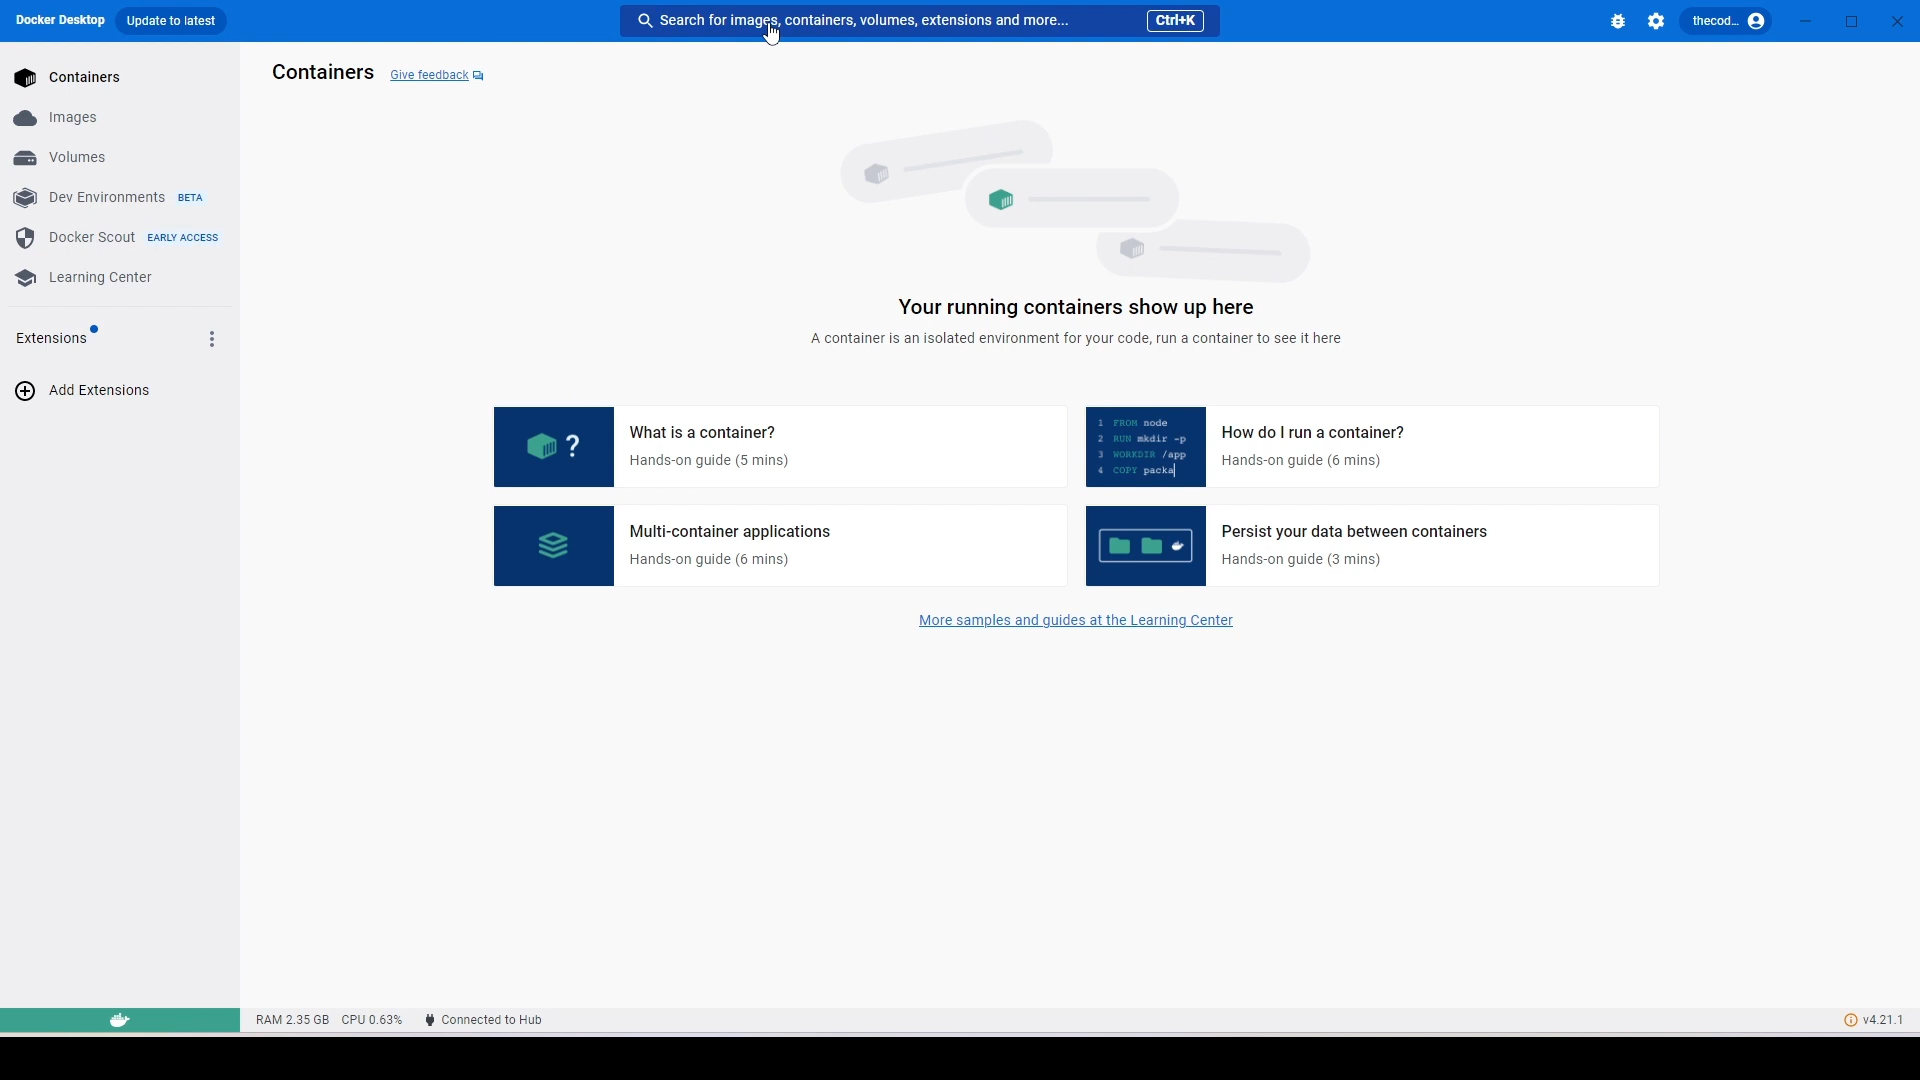 Docker Desktop Update to latest
Search for images, containers, volumes, extensions and more... Ctrl+K
thecod...
Containers
Images
Volumes
Dev Environments BETA
Docker Scout EARLY ACCESS
Learning Center
Extensions
Add Extensions
Containers Give feedback
Your running containers show up here
A container is an isolated environment for your code, run a container to see it here
?
What is a container?
Hands-on guide (5 mins)
1 FROM node
2 RUN mkdir -p
3 WORKDIR /app
4 COPY packa
How do I run a container?
Hands-on guide (6 mins)
Multi-container applications
Hands-on guide (6 mins)
Persist your data between containers
Hands-on guide (3 mins)
More samples and guides at the Learning Center
RAM 2.35 GB CPU 0.63% Connected to Hub
v4.21.1